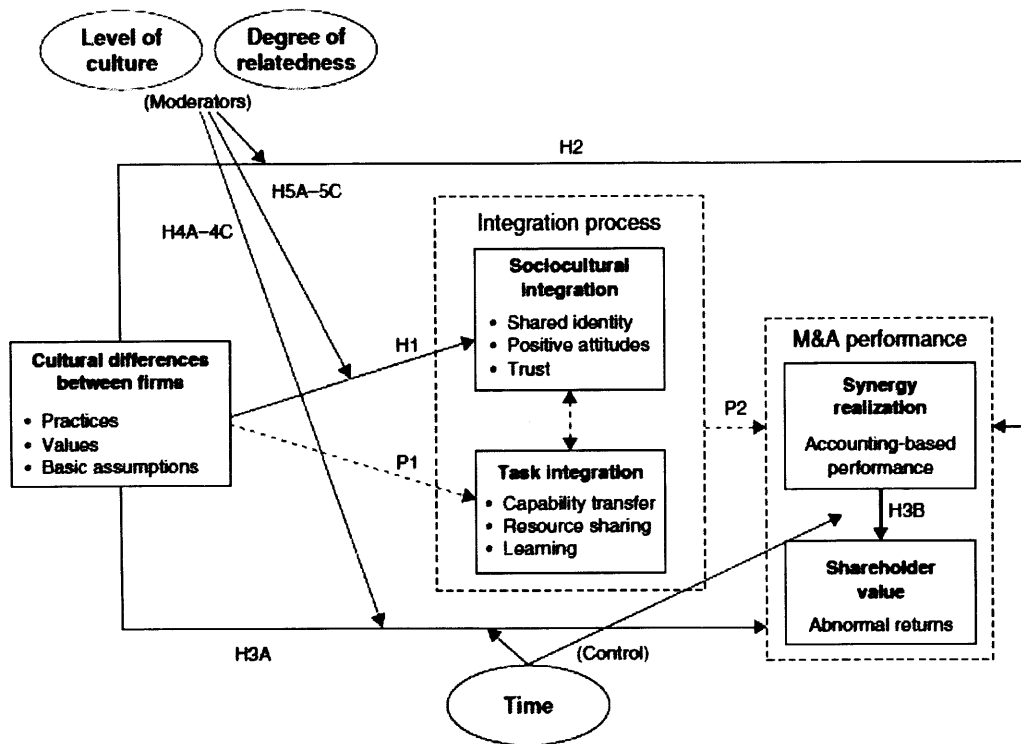 Level of
culture
Degree of
relatedness
(Moderators)
H2
H5A–5C
H4A–4C
Integration process
Sociocultural
integration
• Shared identity
• Positive attitudes
• Trust
H1
Cultural differences
between firms
• Practices
• Values
• Basic assumptions
P1
Task integration
• Capability transfer
• Resource sharing
• Learning
P2
M&A performance
Synergy
realization
Accounting-based
performance
H3B
Shareholder
value
Abnormal returns
H3A
(Control)
Time